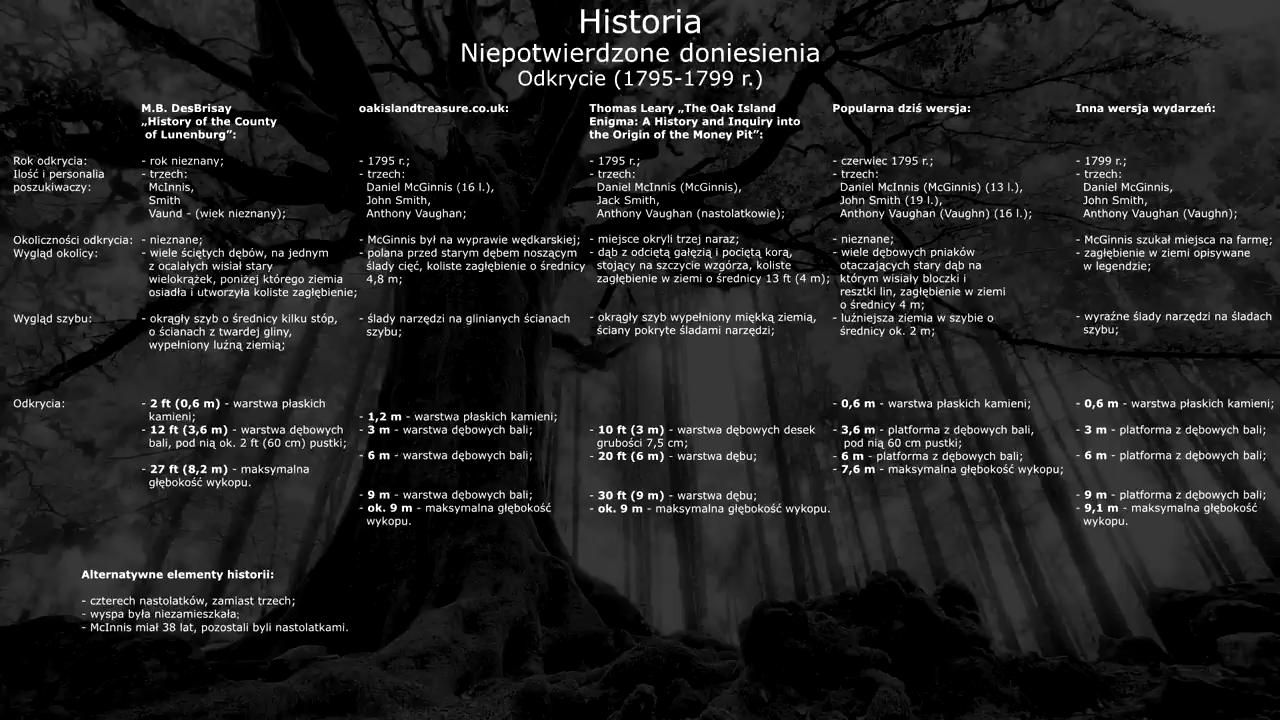 Historia
Niepotwierdzone doniesienia
Odkrycie (1795-1799 r.)
M.B. DesBrisay
„History of the County
of Lunenburg”:
oakislandtreasure.co.uk:
Thomas Leary „The Oak Island
Enigma: A History and Inquiry into
the Origin of the Money Pit”:
Popularna dziś wersja:
Inna wersja wydarzeń:
Rok odkrycia:
Ilość i personalia
poszukiwaczy:
- rok nieznany;
- trzech:
McInnis,
Smith
Vaund - (wiek nieznany);
- 1795 r.;
- trzech:
Daniel McGinnis (16 l.),
John Smith,
Anthony Vaughan;
- 1795 r.;
- trzech:
Daniel McInnis (McGinnis),
Jack Smith,
Anthony Vaughan (nastolatkowie);
- czerwiec 1795 r.;
- trzech:
Daniel McInnis (McGinnis) (13 l.),
John Smith (19 l.),
Anthony Vaughan (Vaughn) (16 l.);
- 1799 r.;
- trzech:
Daniel McGinnis,
John Smith,
Anthony Vaughan (Vaughn);
Okoliczności odkrycia:
Wygląd okolicy:
- nieznane;
- wiele ściętych dębów, na jednym
z ocalałych wisiał stary
wielokrążek, poniżej którego ziemia
osiadła i utworzyła koliste zagłębienie;
- McGinnis był na wyprawie wędkarskiej;
- polana przed starym dębem noszącym
ślady cięć, koliste zagłębienie o średnicy
4,8 m;
- miejsce okryli trzej naraz;
- dąb z odciętą gałęzią i pociętą korą,
stojący na szczycie wzgórza, koliste
zagłębienie w ziemi o średnicy 13 ft (4 m);
- nieznane;
- wiele dębowych pniaków
otaczających stary dąb na
którym wisiały bloczki i
resztki lin, zagłębienie w ziemi
o średnicy 4 m;
- McGinnis szukał miejsca na farmę;
- zagłębienie w ziemi opisywane
w legendzie;
Wygląd szybu:
- okrągły szyb o średnicy kilku stóp,
o ścianach z twardej gliny,
wypełniony luźną ziemią;
- ślady narzędzi na glinianych ścianach
szybu;
- okrągły szyb wypełniony miękką ziemią,
ściany pokryte śladami narzędzi;
- luźniejsza ziemia w szybie o
średnicy ok. 2 m;
- wyraźne ślady narzędzi na śladach
szybu;
Odkrycia:
- 2 ft (0,6 m) - warstwa płaskich
kamieni;
- 12 ft (3,6 m) - warstwa dębowych
bali, pod nią ok. 2 ft (60 cm) pustki;
- 27 ft (8,2 m) - maksymalna
głębokość wykopu.
- 1,2 m - warstwa płaskich kamieni;
- 3 m - warstwa dębowych bali;
- 6 m - warstwa dębowych bali;
- 9 m - warstwa dębowych bali;
- ok. 9 m - maksymalna głębokość
wykopu.
- 10 ft (3 m) - warstwa dębowych desek
grubości 7,5 cm;
- 20 ft (6 m) - warstwa dębu;
- 30 ft (9 m) - warstwa dębu;
- ok. 9 m - maksymalna głębokość wykopu.
- 0,6 m - warstwa płaskich kamieni;
- 3,6 m - platforma z dębowych bali,
pod nią 60 cm pustki;
- 6 m - platforma z dębowych bali;
- 7,6 m - maksymalna głębokość wykopu;
- 0,6 m - warstwa płaskich kamieni;
- 3 m - platforma z dębowych bali;
- 6 m - platforma z dębowych bali;
- 9 m - platforma z dębowych bali;
- 9,1 m - maksymalna głębokość
wykopu.
Alternatywne elementy historii:
- czterech nastolatków, zamiast trzech;
- wyspa była niezamieszkała;
- McInnis miał 38 lat, pozostali byli nastolatkami.